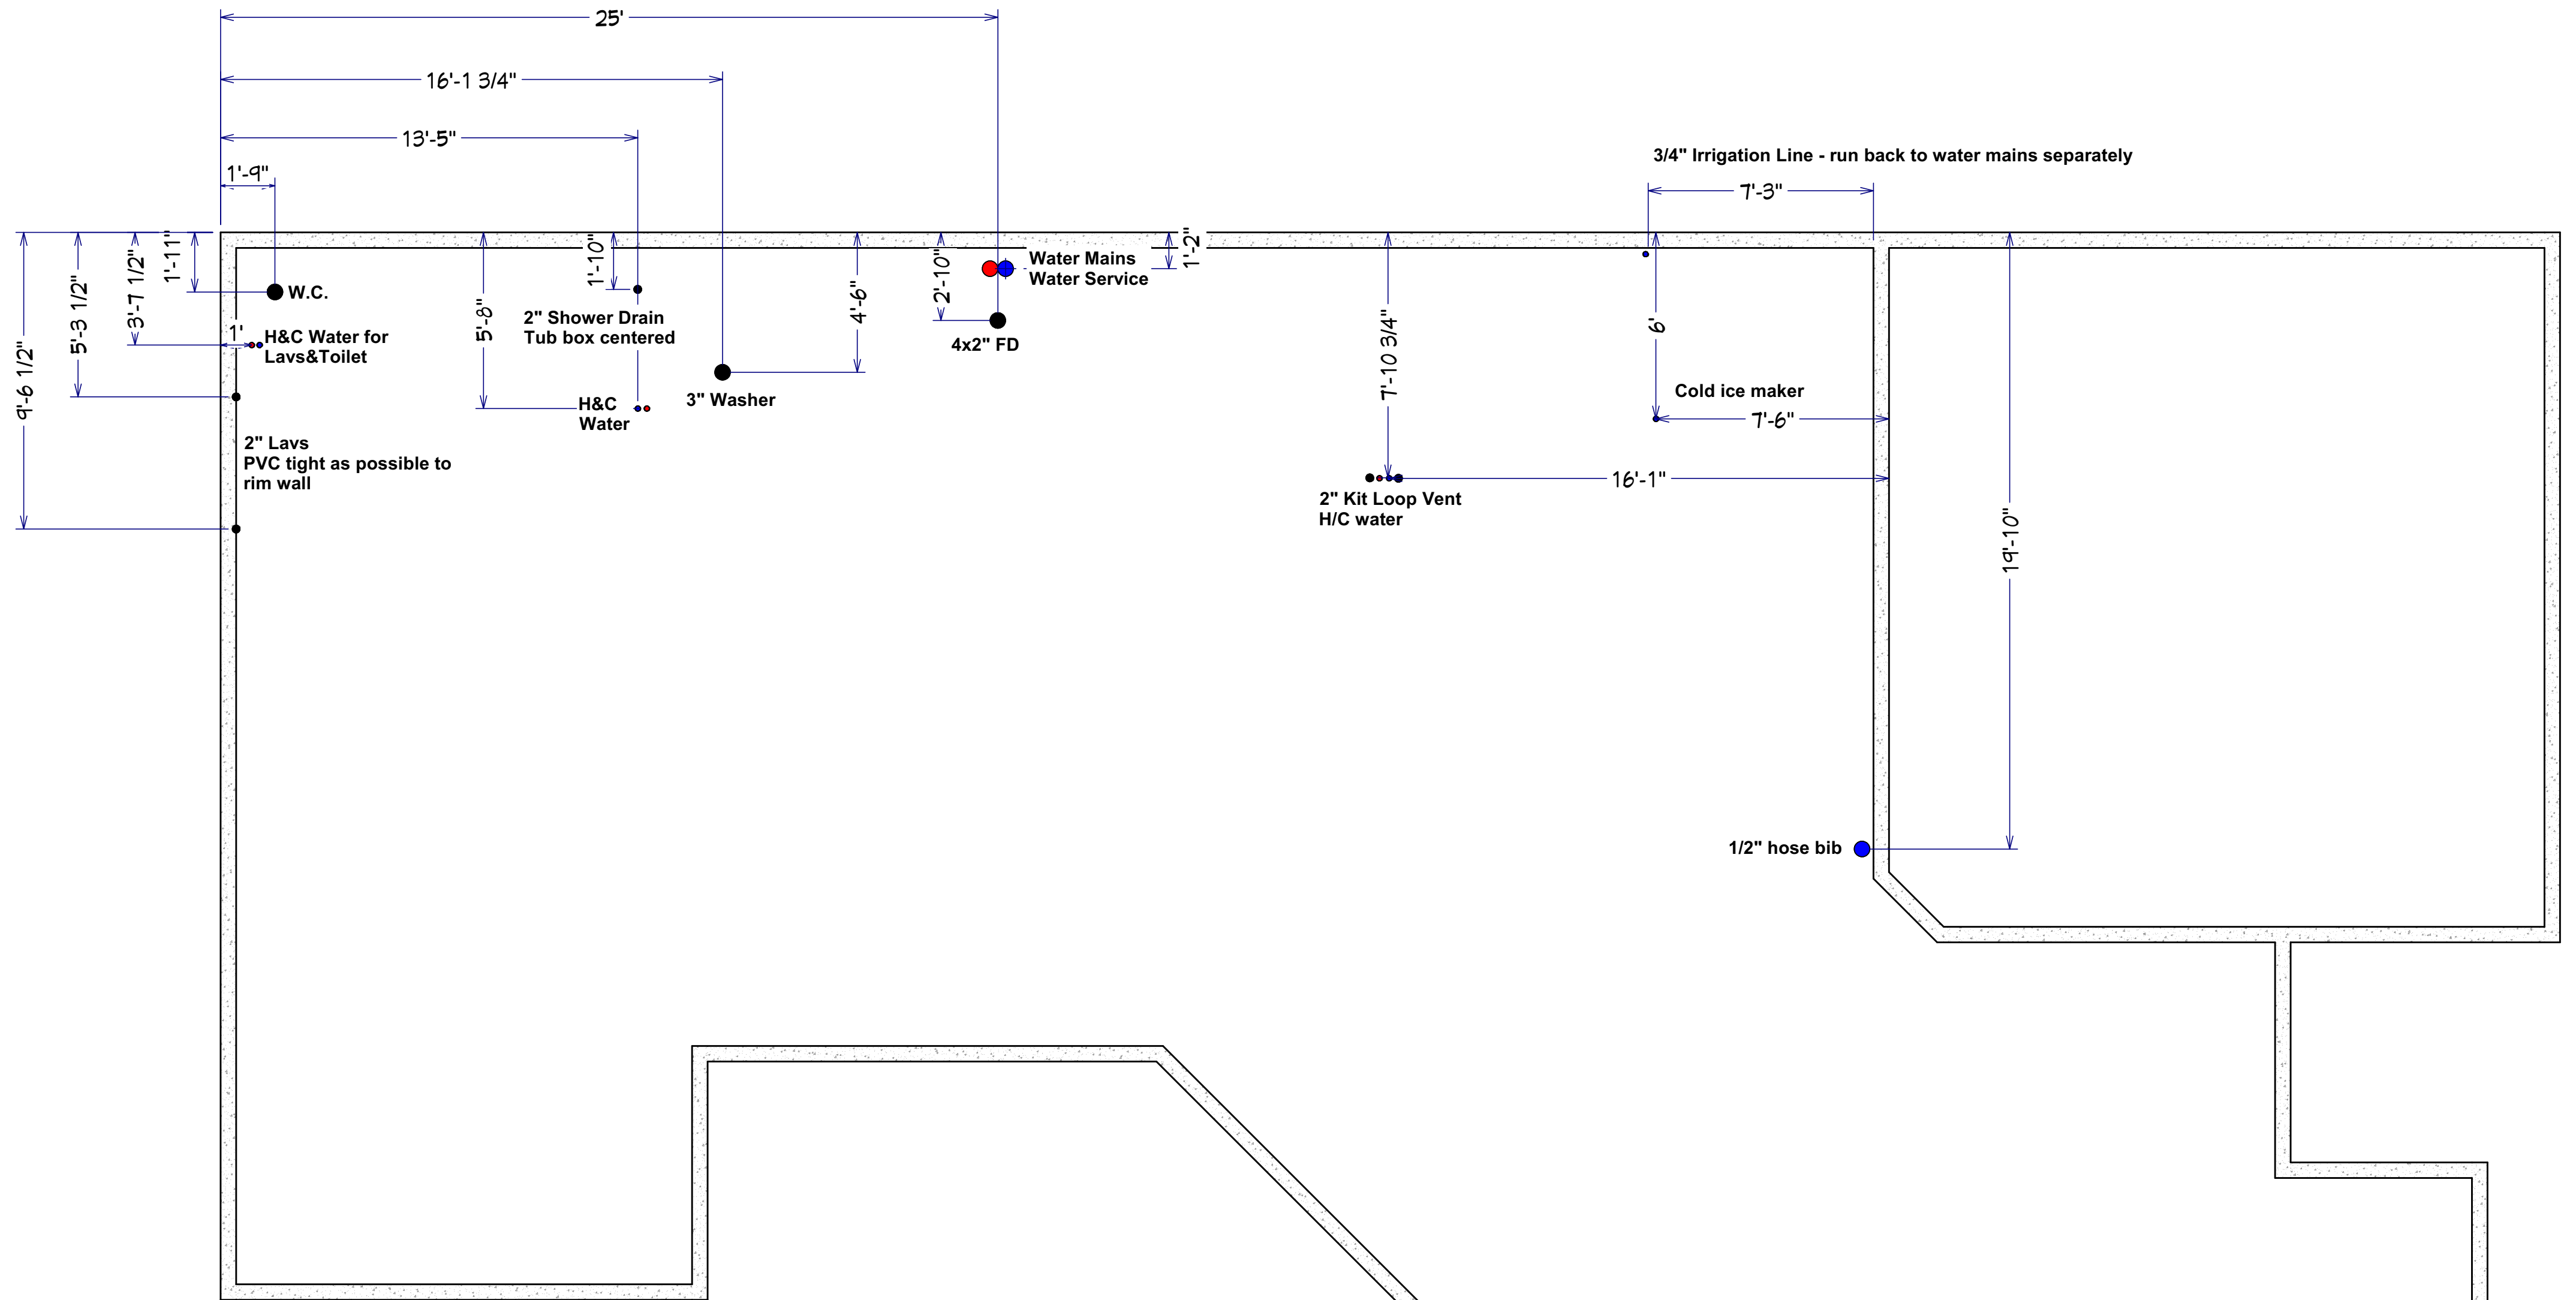 25'
16'-1 3/4"
13'-5"
1'-9"
3/4" Irrigation Line - run back to water mains separately
7'-3"
9'-6 1/2"
5'-3 1/2"
3'-7 1/2"
1'-11"
W.C.
1'
H&C Water for
Lavs&Toilet
2" Lavs
PVC tight as possible to
rim wall
5'-8"
1'-10"
2" Shower Drain
Tub box centered
H&C
Water
3" Washer
4'-6"
2'-10"
4x2" FD
Water Mains
Water Service
1'-2"
7'-10 3/4"
2" Kit Loop Vent
H/C water
6'
Cold ice maker
7'-6"
16'-1"
19'-10"
1/2" hose bib